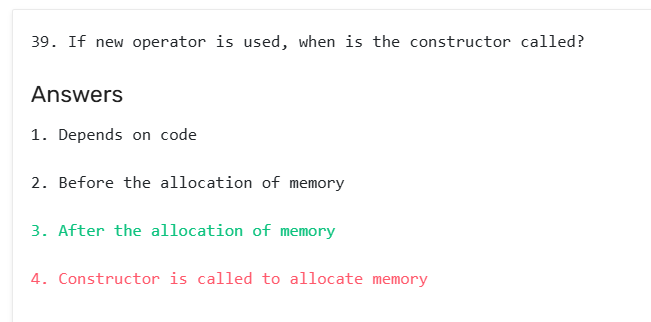 39. If new operator is used, when is the constructor called?
Answers
1. Depends on code
2. Before the allocation of memory
3. After the allocation of memory
4. Constructor is called to allocate memory